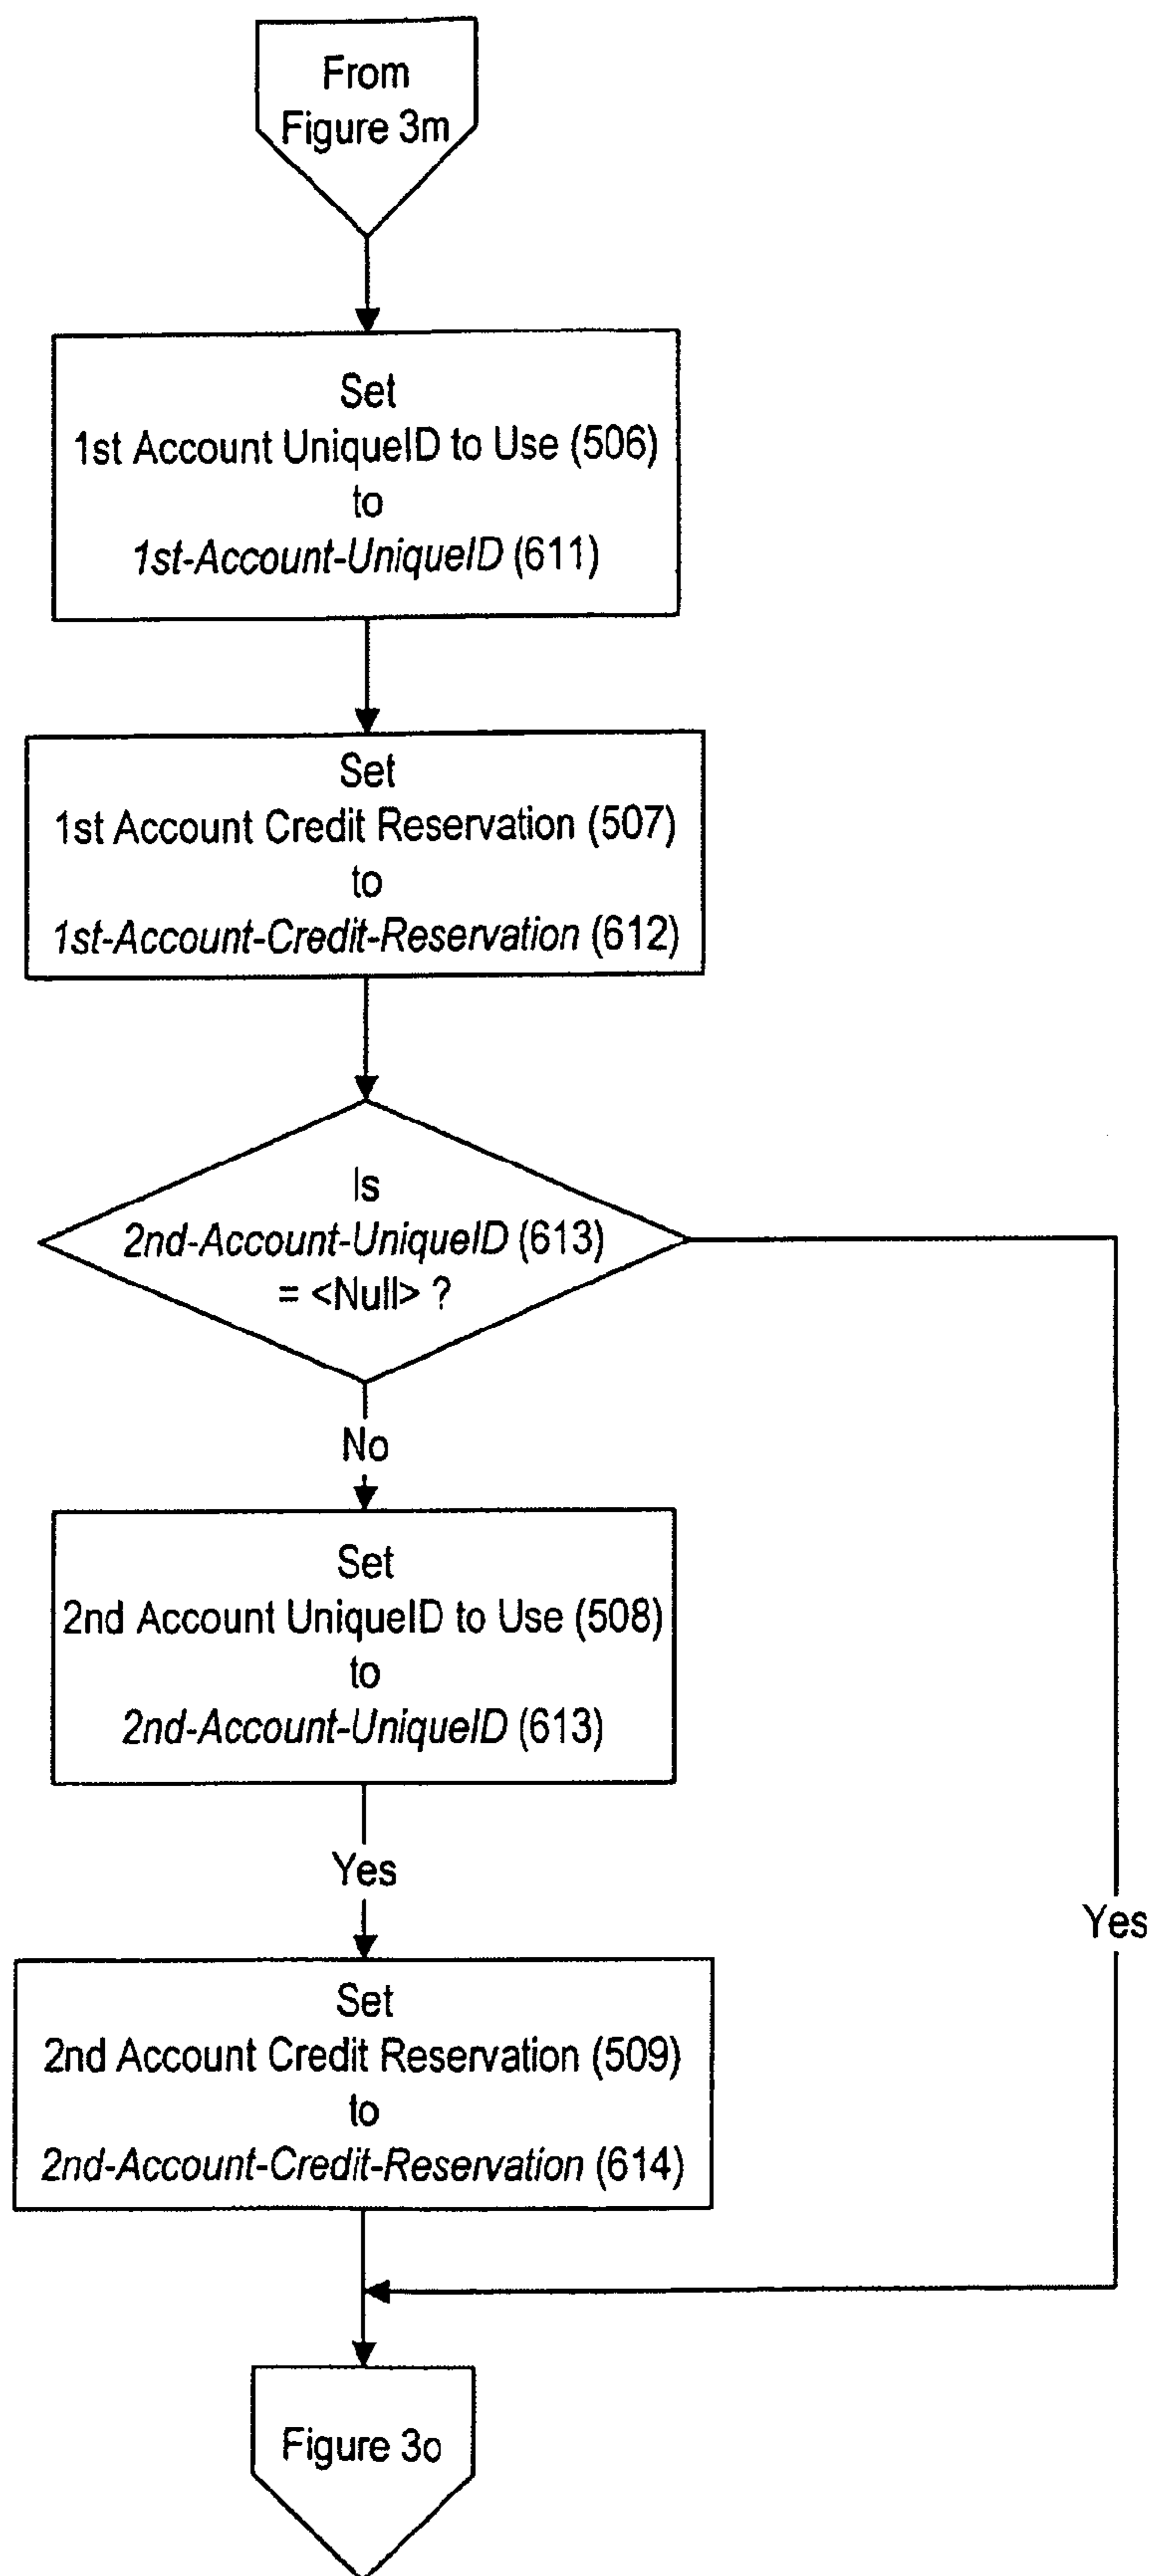 From
Figure 3m
Set
1st Account UniqueID to Use (506)
to
1st-Account-UniqueID (611)
Set
1st Account Credit Reservation (507)
to
1st-Account-Credit-Reservation (612)
Is
2nd-Account-UniqueID (613)
= <Null> ?
No
Set
2nd Account UniqueID to Use (508)
to
2nd-Account-UniqueID (613)
Yes
Yes
Set
2nd Account Credit Reservation (509)
to
2nd-Account-Credit-Reservation (614)
Figure 3o